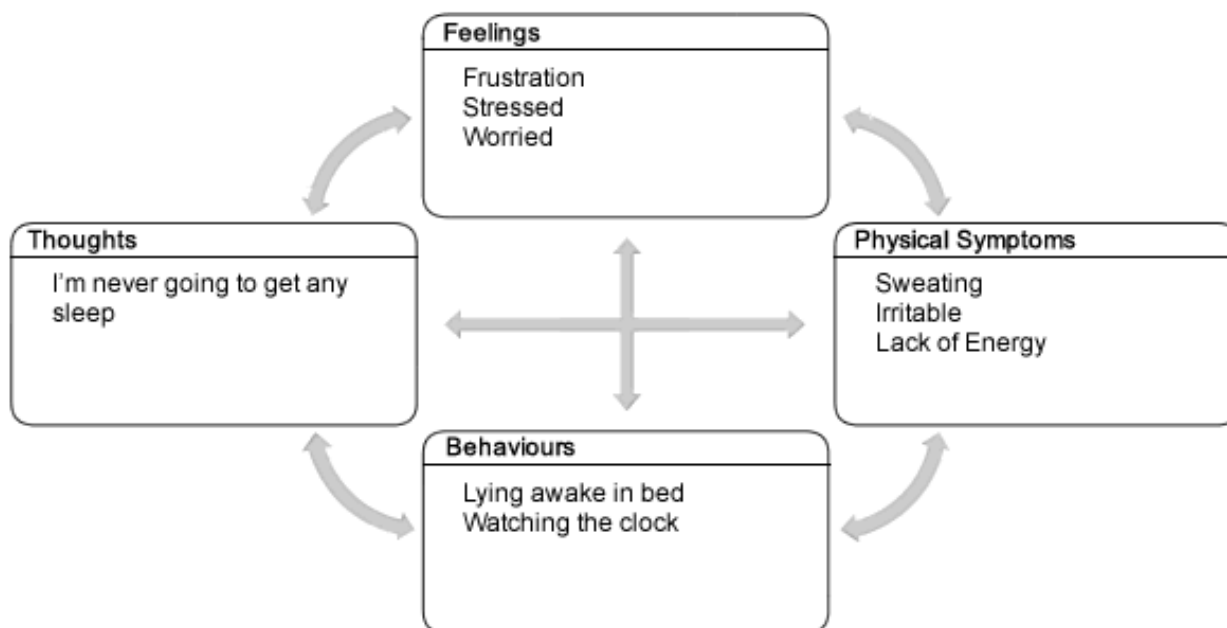 Feelings
Frustration
Stressed
Worried
Thoughts
I'm never going to get any
sleep
Physical Symptoms
Sweating
Irritable
Lack of Energy
Behaviours
Lying awake in bed
Watching the clock